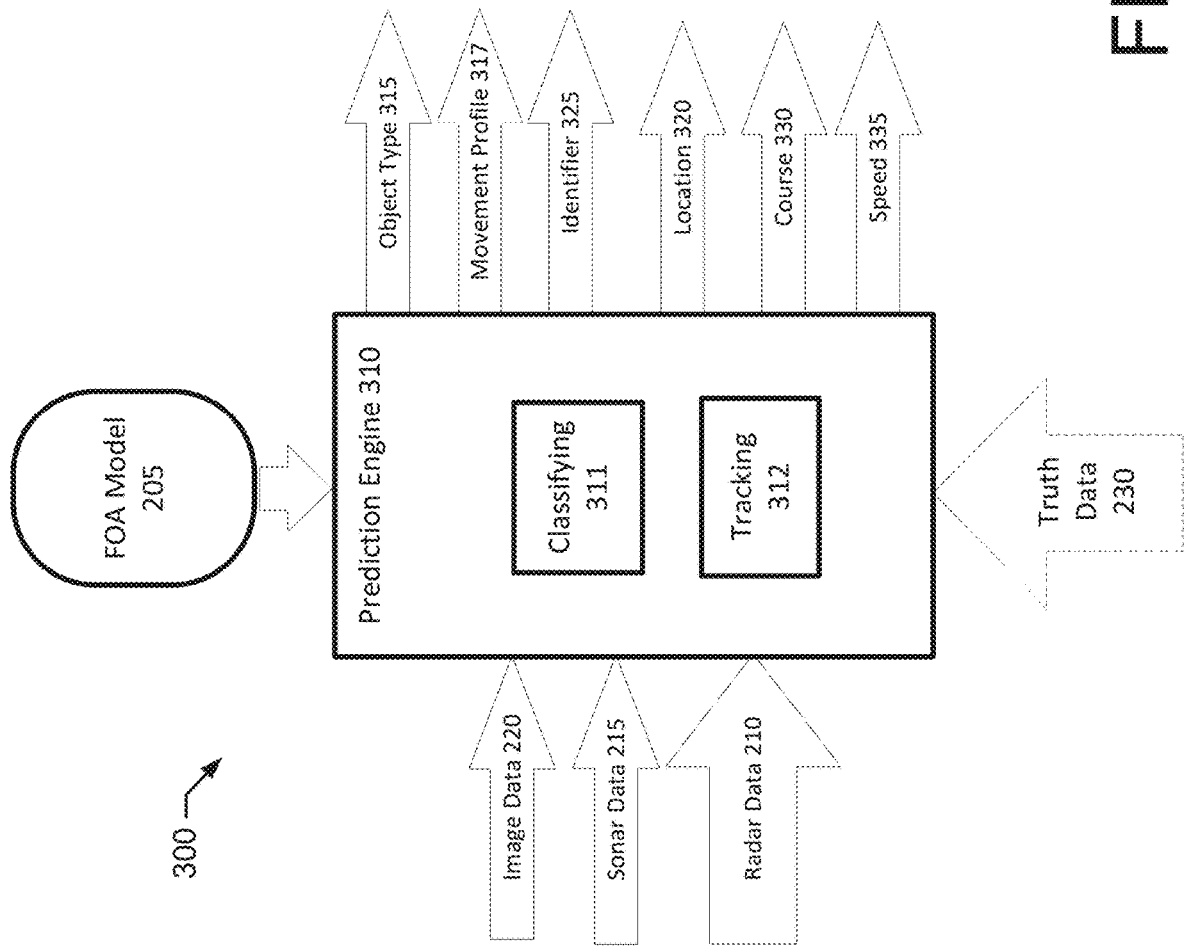 300
FOA Model
205
Image Data 220
Sonar Data 215
Radar Data 210
Prediction Engine 310
Classifying
311
Tracking
312
Object Type 315
Movement Profile 317
Identifier 325
Location 320
Course 330
Speed 335
Truth
Data
230